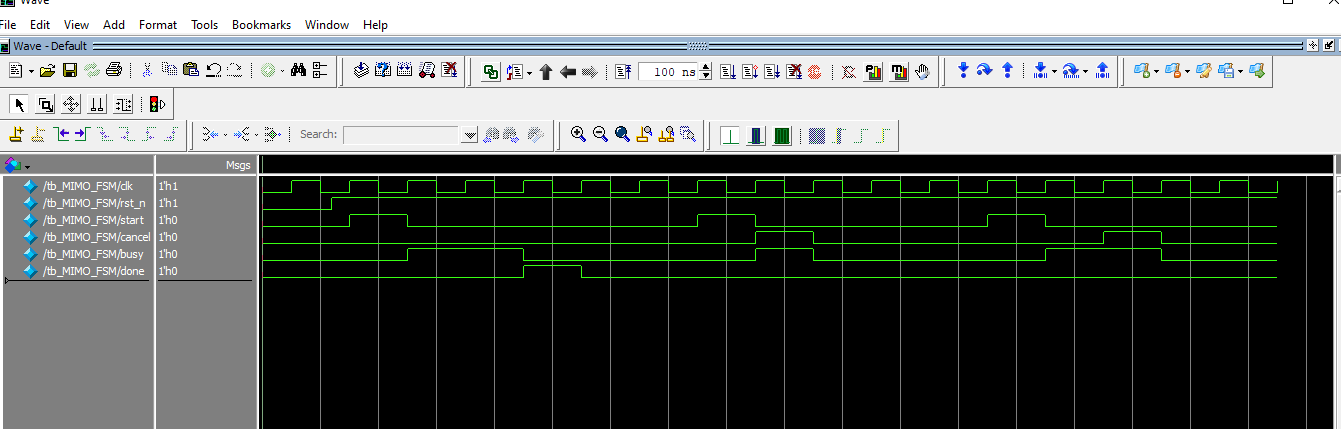 Wave
File Edit View Add Format Tools Bookmarks Window Help
Wave - Default
100 ns
Search:
Msgs
/tb_MIMO_FSM/clk 1'h1
/tb_MIMO_FSM/rst_n 1'h1
/tb_MIMO_FSM/start 1'h0
/tb_MIMO_FSM/cancel 1'h0
/tb_MIMO_FSM/busy 1'h0
/tb_MIMO_FSM/done 1'h0